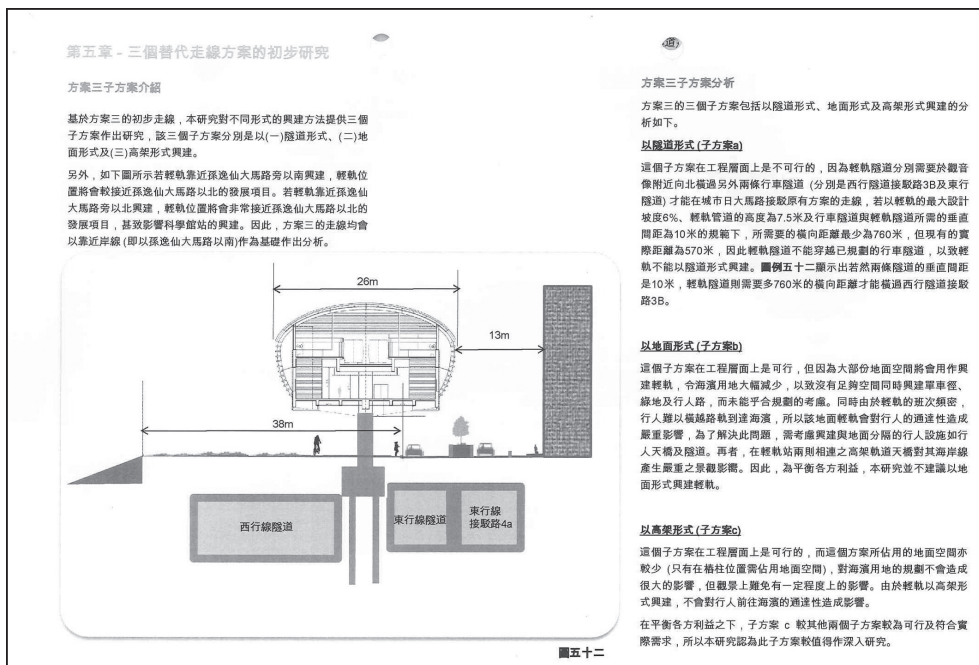 第五章 - 三個替代走線方案的初步研究
方案三子方案介紹
基於方案三的初步走線，本研究對不同形式的興建方法提供三個
子方案作出研究，該三個子方案分別是以(一)隧道形式、(二)地
面形式及(三)高架形式興建。
另外，如下圖所示若輕軌靠近孫逸仙大馬路旁以南興建，輕軌位
置將會較接近孫逸仙大馬路以北的發展項目。若輕軌靠近孫逸仙
大馬路旁以北興建，輕軌位置將會非常接近孫逸仙大馬路以北的
發展項目，甚致影響科學館站的興建。因此，方案三的走線均會
以靠近岸線 (即以孫逸仙大馬路以南)作為基礎作出分析。
26m
13m
38m
西行線隧道
東行線隧道
東行線
接駁路4a
圖五十二
道
方案三子方案分析
方案三的三個子方案包括以隧道形式、地面形式及高架形式興建的分
析如下。
以隧道形式 (子方案a)
這個子方案在工程層面上是不可行的，因為輕軌隧道分別需要於觀音
像附近向北橫過另外兩條行車隧道 (分別是西行隧道接駁路3B及東行
隧道) 才能在城市日大馬路接駁原有方案的走線，若以輕軌的最大設計
坡度6%、輕軌管道的高度為7.5米及行車隧道與輕軌隧道所需的垂直
間距為10米的規範下，所需要的橫向距離最少為760米，但現有的實
際距離為570米，因此輕軌隧道不能穿越已規劃的行車隧道，以致輕
軌不能以隧道形式興建。圖例五十二顯示出若然兩條隧道的垂直間距
是10米，輕軌隧道則需要多760米的橫向距離才能橫過西行隧道接駁
路3B。
以地面形式 (子方案b)
這個子方案在工程層面上是可行，但因為大部份地面空間將會用作興
建輕軌，令海濱用地大幅減少，以致沒有足夠空間同時興建單車徑、
綠地及行人路，而未能乎合規劃的考慮。同時由於輕軌的班次頻密，
行人難以橫越路軌到達海濱，所以該地面輕軌會對行人的通達性造成
嚴重影響，為了解決此問題，需考慮興建與地面分隔的行人設施如行
人天橋及隧道。再者，在輕軌站兩則相連之高架軌道天橋對其海岸線
產生嚴重之景觀影嚮。因此，為平衡各方利益，本研究並不建議以地
面形式興建輕軌。
以高架形式 (子方案c)
這個子方案在工程層面上是可行的，而這個方案所佔用的地面空間亦
較少 (只有在樁柱位置需佔用地面空間)，對海濱用地的規劃不會造成
很大的影響，但觀景上難免有一定程度上的影響。由於輕軌以高架形
式興建，不會對行人前往海濱的通達性造成影響。
在平衡各方利益之下，子方案 c 較其他兩個子方案較為可行及符合實
際需求，所以本研究認為此子方案較值得作深入研究。